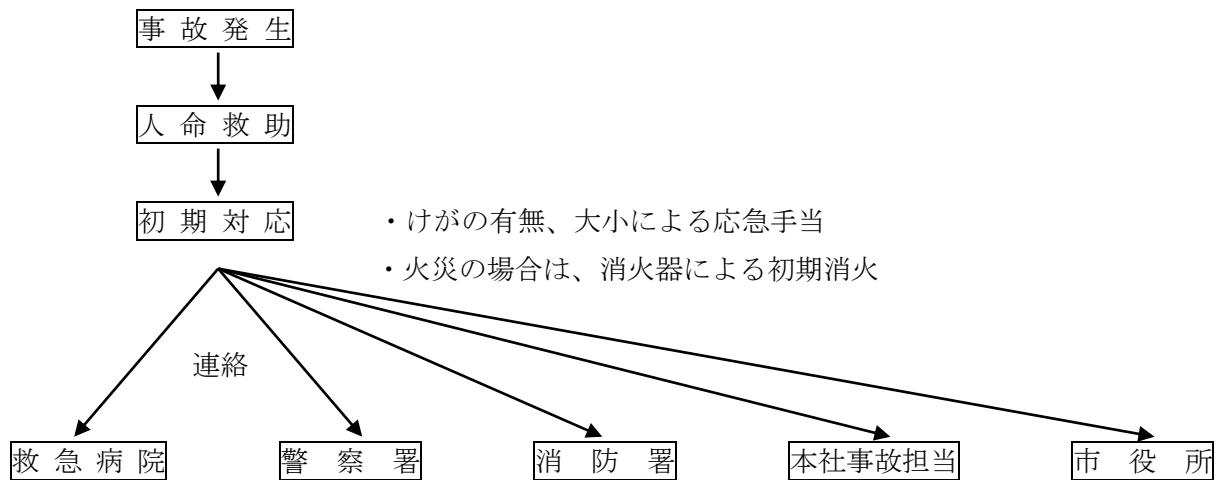 事故発生
人命救助
初期対応
・けがの有無、大小による応急手当
・火災の場合は、消火器による初期消火
連絡
救急病院
警察署
消防署
本社事故担当
市役所